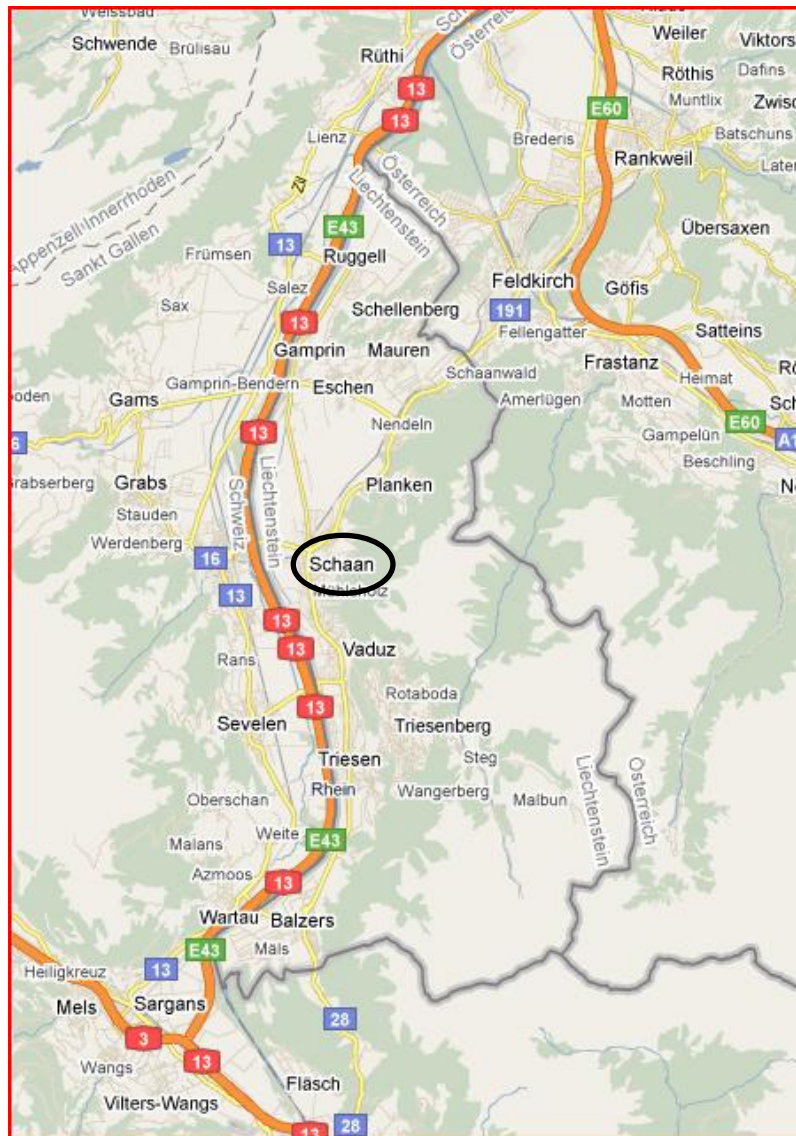 Weissbad
Schwende
Brülisau
Rüthi
Österreich
Weiler
Viktors
Röthis
Dafins
Muntlix
Zwisc
13
E60
13
Lienz
Brederis
Batschuns
Rankweil
Later
Österreich
Liechtenstein
Appenzell Innerrhoden
Sankt Gallen
E43
13
Frümsen
Ruggell
Übersaxen
Salez
Feldkirch
Göfis
Sax
Schellenberg
191
13
Fellengatter
Satteins
Gamprin
Mauren
Frastanz
Schaanwald
Heimat
Gamprin-Bendern
Eschen
Amerlügen
Motten
Gams
Nendeln
E60
13
Gampelün
A1
Beschling
Grabserberg
Grabs
Planken
Stauden
Schweiz
Liechtenstein
Werdenberg
16
Schaan
Mühleholz
13
13
13
Vaduz
Rans
Rotaboda
13
Sevelen
Triesenberg
Steg
Triesen
Rhein
Wangerberg
Malbun
Liechtenstein
Österreich
Oberschan
Weite
E43
Malans
Azmoos
13
Wartau
Balzers
E43
Mäls
13
Heiligkreuz
Mels
Sargans
28
3
13
Wangs
Fläsch
Vilters-Wangs
13
28